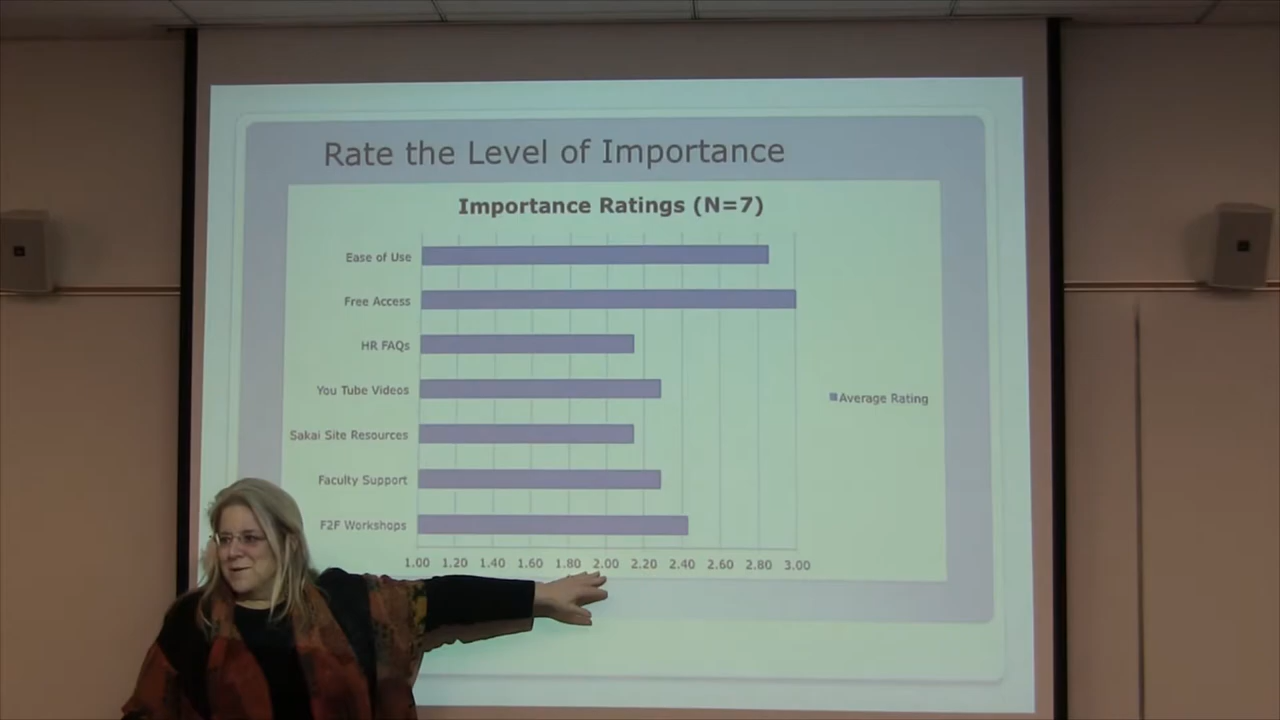 Rate the Level of Importance
Importance Ratings (N=7)
Ease of Use
Free Access
HR FAQs
You Tube Videos
Sakai Site Resources
Faculty Support
F2F Workshops
1.00 1.20 1.40 1.60 1.80 2.00 2.20 2.40 2.60 2.80 3.00
Average Rating